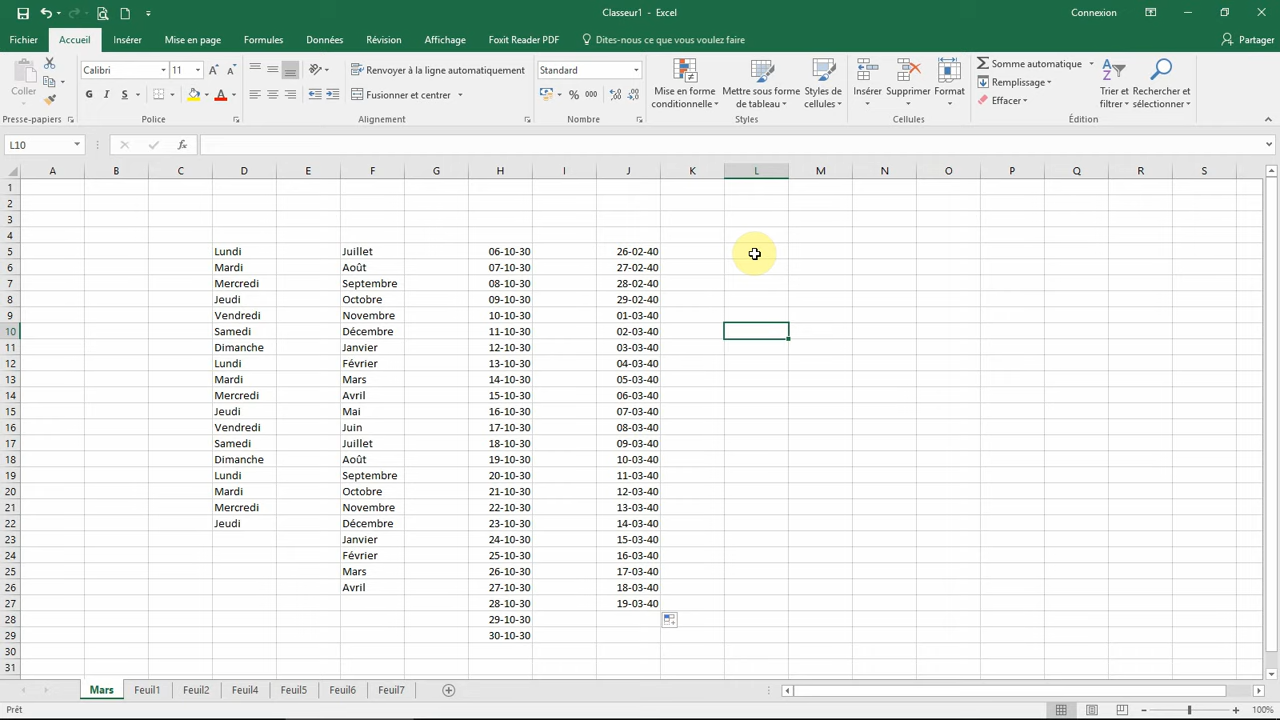 Classeur1 - Excel
Connexion
Fichier Accueil Insérer Mise en page Formules Données Révision Affichage Foxit Reader PDF Dites-nous ce que vous voulez faire Partager
Coller
Presse-papiers
Calibri 11
G I S
Police
Renvoyer à la ligne automatiquement
Fusionner et centrer
Alignement
Standard
% 000
Nombre
Mise en forme conditionnelle
Mettre sous forme de tableau
Styles de cellules
Styles
Insérer Supprimer Format
Cellules
Somme automatique
Remplissage
Effacer
Trier et filtrer
Rechercher et sélectionner
Édition
L10 fx
A B C D E F G H I J K L M N O P Q R S
1
2
3
4
5 Lundi Juillet 06-10-30 26-02-40
6 Mardi Août 07-10-30 27-02-40
7 Mercredi Septembre 08-10-30 28-02-40
8 Jeudi Octobre 09-10-30 29-02-40
9 Vendredi Novembre 10-10-30 01-03-40
10 Samedi Décembre 11-10-30 02-03-40
11 Dimanche Janvier 12-10-30 03-03-40
12 Lundi Février 13-10-30 04-03-40
13 Mardi Mars 14-10-30 05-03-40
14 Mercredi Avril 15-10-30 06-03-40
15 Jeudi Mai 16-10-30 07-03-40
16 Vendredi Juin 17-10-30 08-03-40
17 Samedi Juillet 18-10-30 09-03-40
18 Dimanche Août 19-10-30 10-03-40
19 Lundi Septembre 20-10-30 11-03-40
20 Mardi Octobre 21-10-30 12-03-40
21 Mercredi Novembre 22-10-30 13-03-40
22 Jeudi Décembre 23-10-30 14-03-40
23 Janvier 24-10-30 15-03-40
24 Février 25-10-30 16-03-40
25 Mars 26-10-30 17-03-40
26 Avril 27-10-30 18-03-40
27 28-10-30 19-03-40
28 29-10-30
29 30-10-30
30
31
Mars Feuil1 Feuil2 Feuil4 Feuil5 Feuil6 Feuil7
Prêt 100%